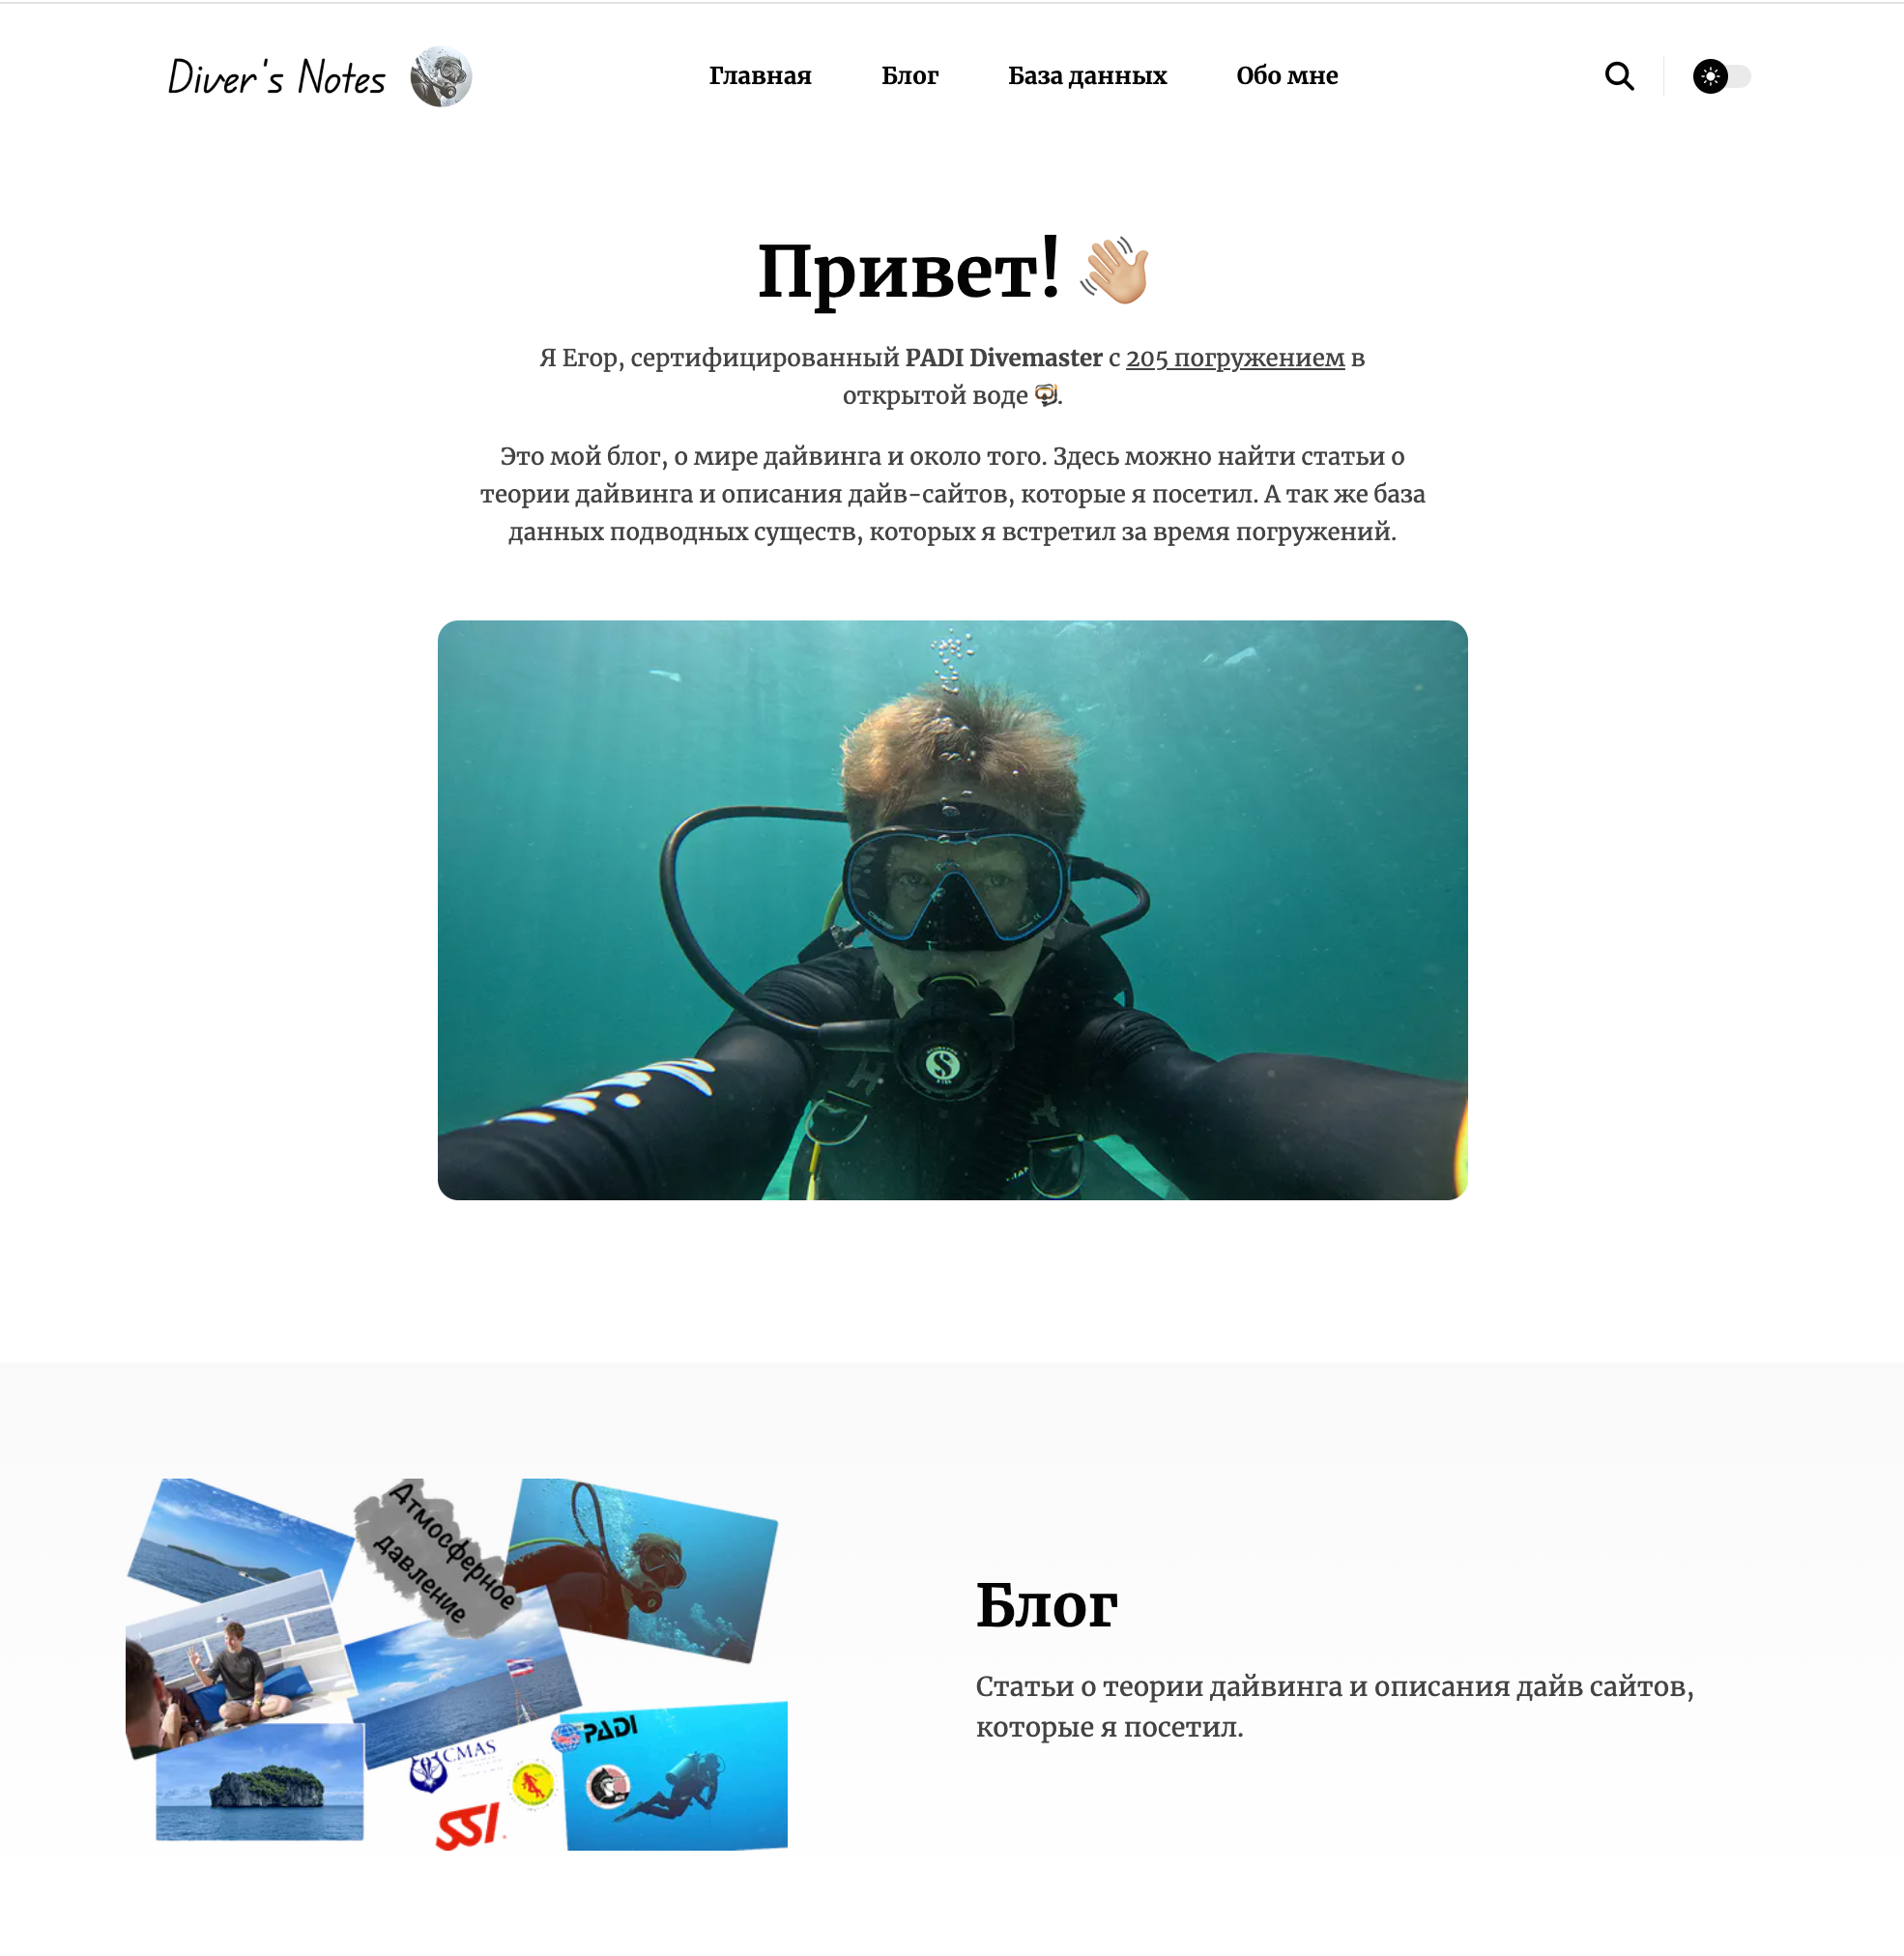 Diver's Notes
Главная
Блог
База данных
Обо мне
Привет! 👋🏼
Я Егор, сертифицированный PADI Divemaster с 205 погружением в
открытой воде 🤿.
Это мой блог, о мире дайвинга и около того. Здесь можно найти статьи о
теории дайвинга и описания дайв-сайтов, которые я посетил. А так же база
данных подводных существ, которых я встретил за время погружений.
Атмосферное
давление
PADI
CMAS
SSI
Блог
Статьи о теории дайвинга и описания дайв сайтов,
которые я посетил.